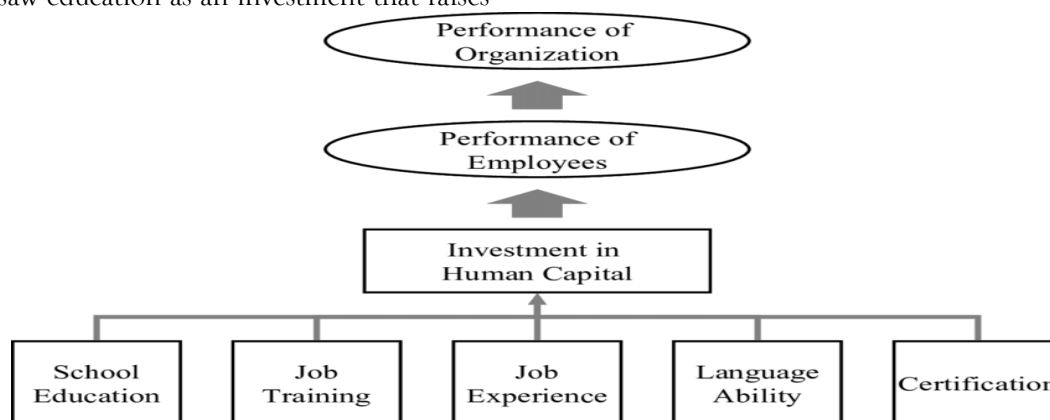 saw education as an investment that raises
Performance of
Organization
Performance of
Employees
Investment in
Human Capital
School
Education
Job
Training
Job
Experience
Language
Ability
Certification